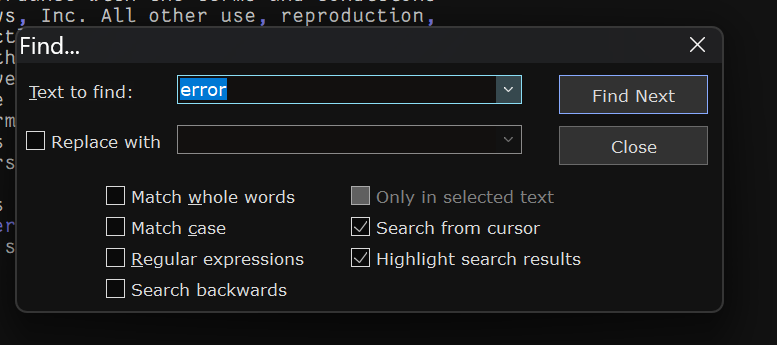 ws, Inc. All other use, reproduction,
Find...
Text to find:
error
Find Next
Replace with
Close
Match whole words
Only in selected text
Match case
Search from cursor
Regular expressions
Highlight search results
Search backwards